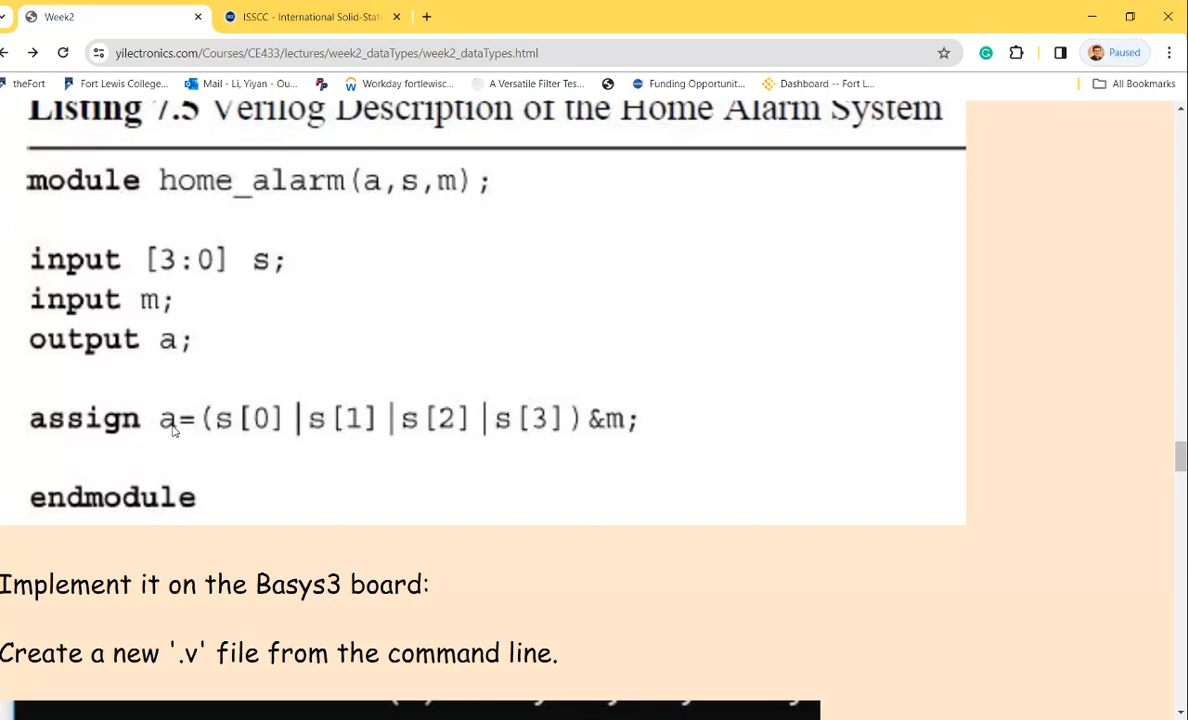 Week2
ISSCC - International Solid-Stat
yilectronics.com/Courses/CE433/lectures/week2_dataTypes/week2_dataTypes.html
Paused
theFort
Fort Lewis College...
Mail - Li, Yiyan - Ou...
Workday fortlewisc...
A Versatile Filter Tes...
Funding Opportunit...
Dashboard -- Fort L...
All Bookmarks
Listing 7.5 Verilog Description of the Home Alarm System
module home_alarm(a,s,m);
input [3:0] s;
input m;
output a;
assign a=(s[0]|s[1]|s[2]|s[3])&m;
endmodule
Implement it on the Basys3 board:
Create a new '.v' file from the command line.